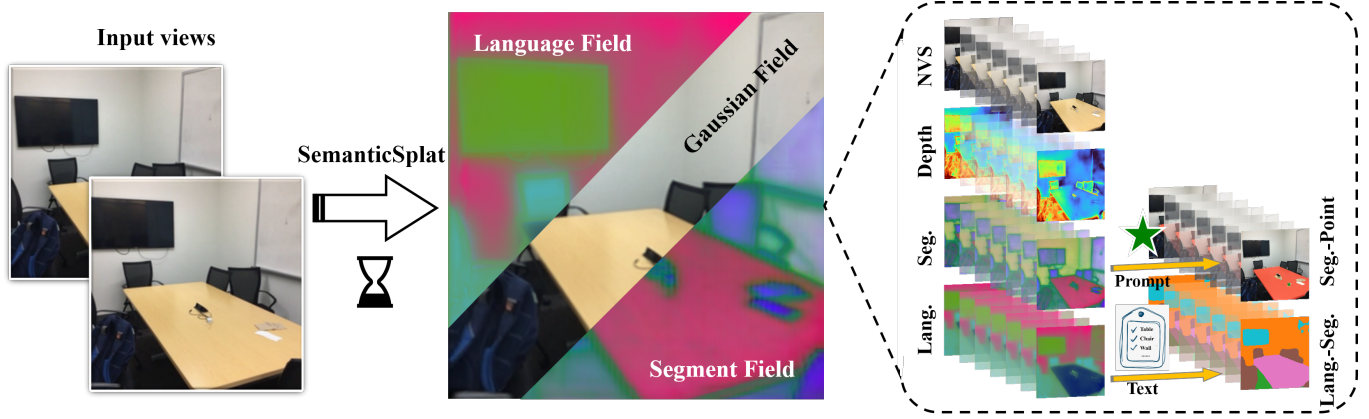 Input views
SemanticSplat
Language Field
Gaussian Field
Segment Field
NVS
Depth
Seg.
Lang.
Prompt
Text
Table
Chair
Wall
Seg.-Point
Lang.-Seg.